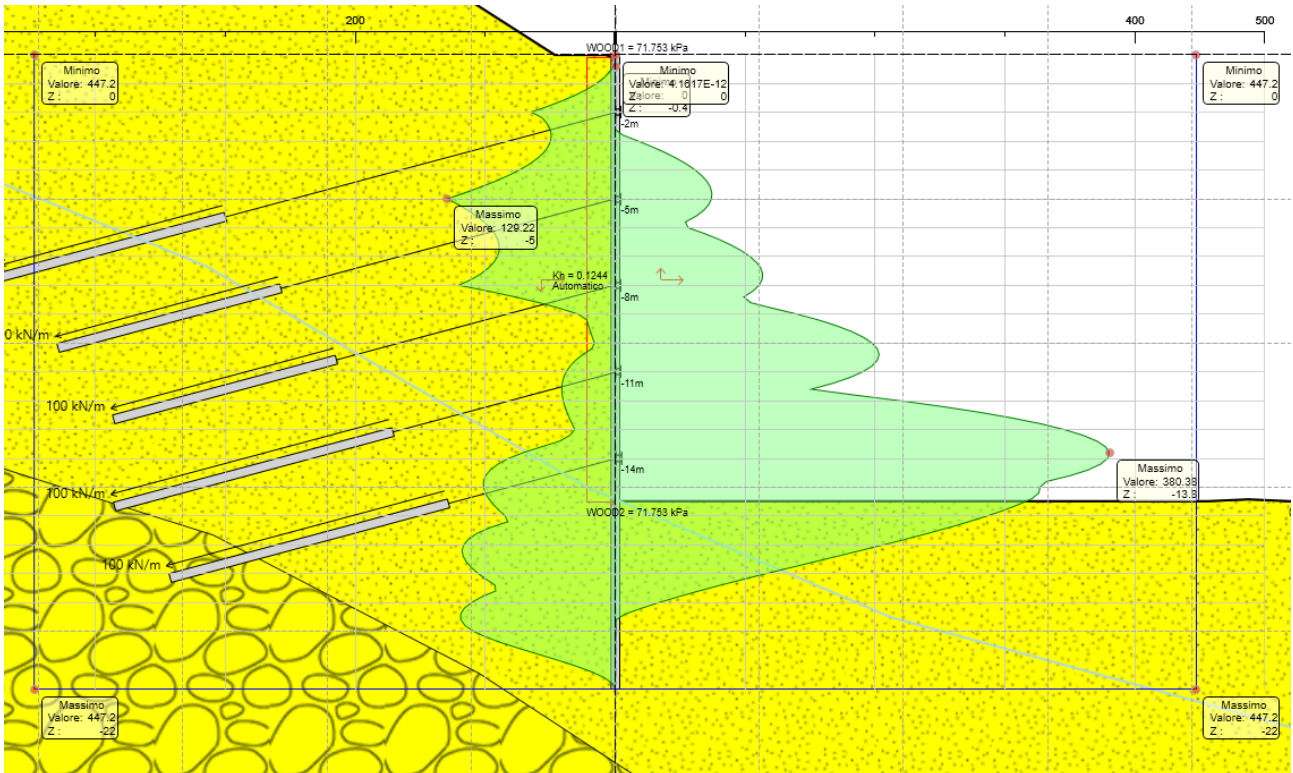 200
400
500
WOOD1 = 71.753 kPa
Minimo
Valore: 447.2
Z : 0
Minimo
Valore: 4.1617E-12
Z : 0
Minimo
Valore: 0
Z : -0.4
Minimo
Valore: 447.2
Z : 0
-2m
-5m
Massimo
Valore: 129.22
Z : -5
Kh = 0.1244
Automatico
-8m
0 kN/m
-11m
100 kN/m
-14m
Massimo
Valore: 380.38
Z : -13.8
100 kN/m
WOOD2 = 71.753 kPa
100 kN/m
Massimo
Valore: 447.2
Z : -22
Massimo
Valore: 447.2
Z : -22